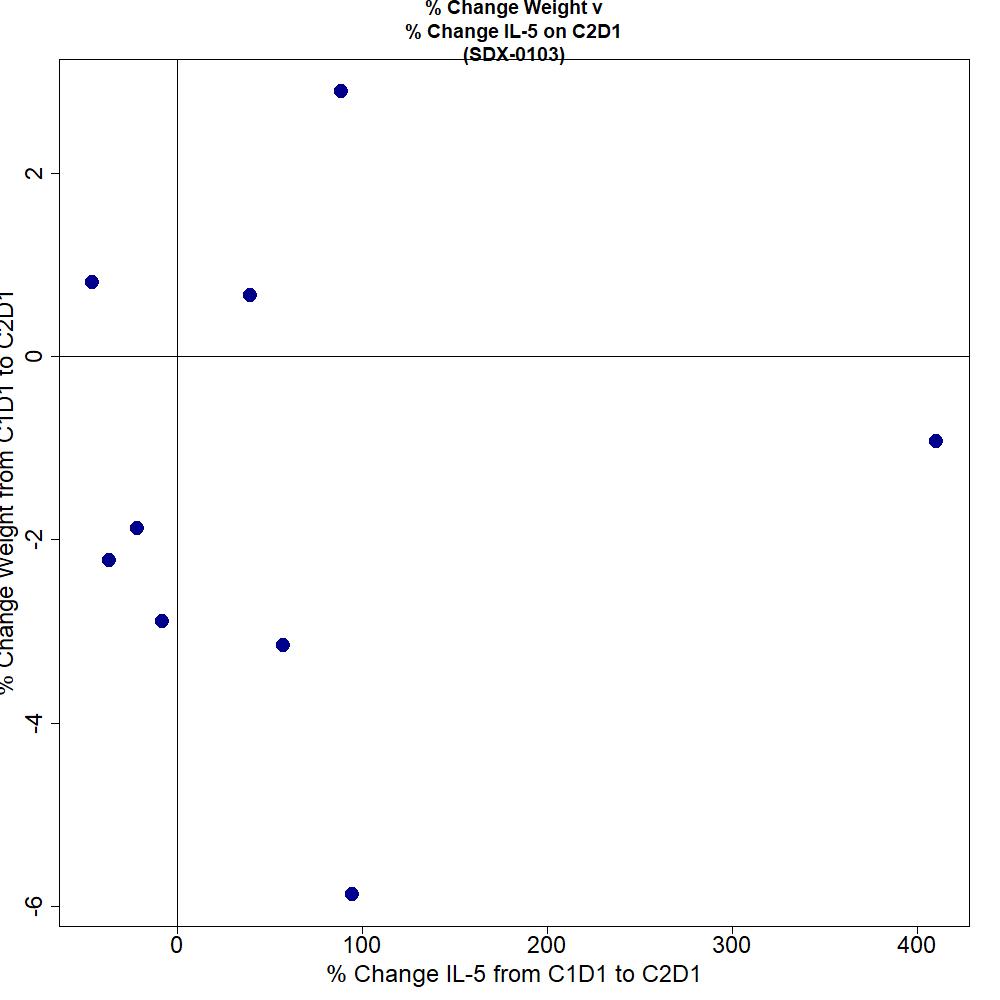 % Change Weight v
% Change IL-5 on C2D1
(SDX-0103)
% Change Weight from C1D1 to C2D1
2
0
-2
-4
-6
0 100 200 300 400
% Change IL-5 from C1D1 to C2D1